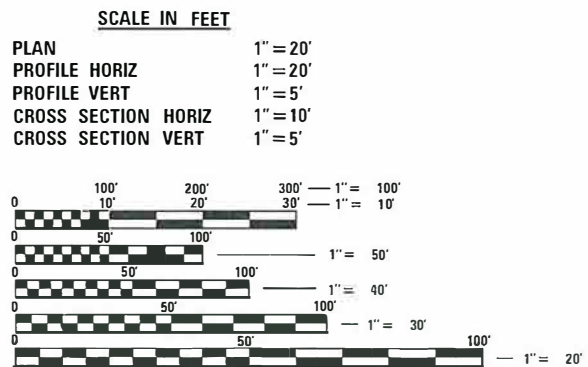 SCALE IN FEET
PLAN 1" = 20'
PROFILE HORIZ 1" = 20'
PROFILE VERT 1" = 5'
CROSS SECTION HORIZ 1" = 10'
CROSS SECTION VERT 1" = 5'
100' 200' 300' — 1" = 100'
0 10' 20' 30' — 1" = 10'
0 50' 100'
1" = 50'
0 50' 100'
1" = 40'
0 50' 100'
1" = 30'
0 50' 100'
1" = 20'